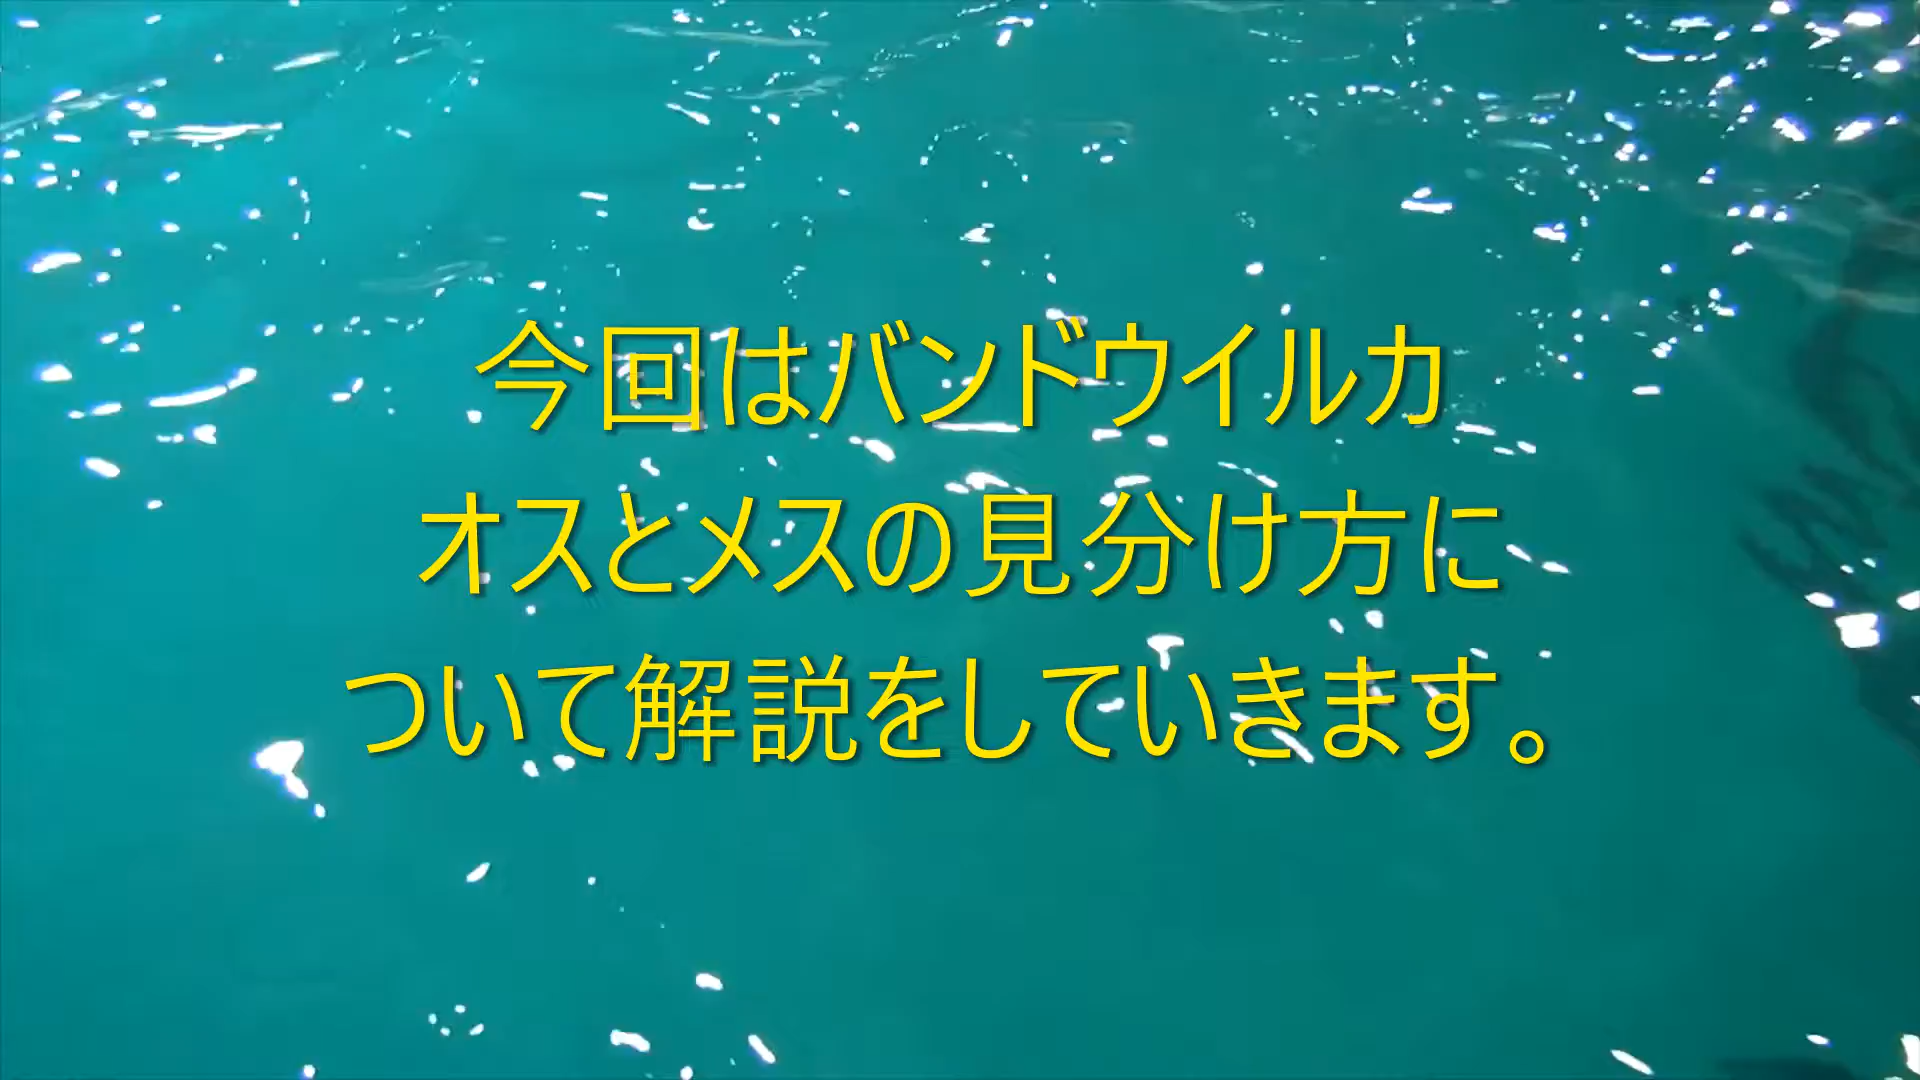 今回はバンドウイルカ
オスとメスの見分け方に
ついて解説をしていきます。